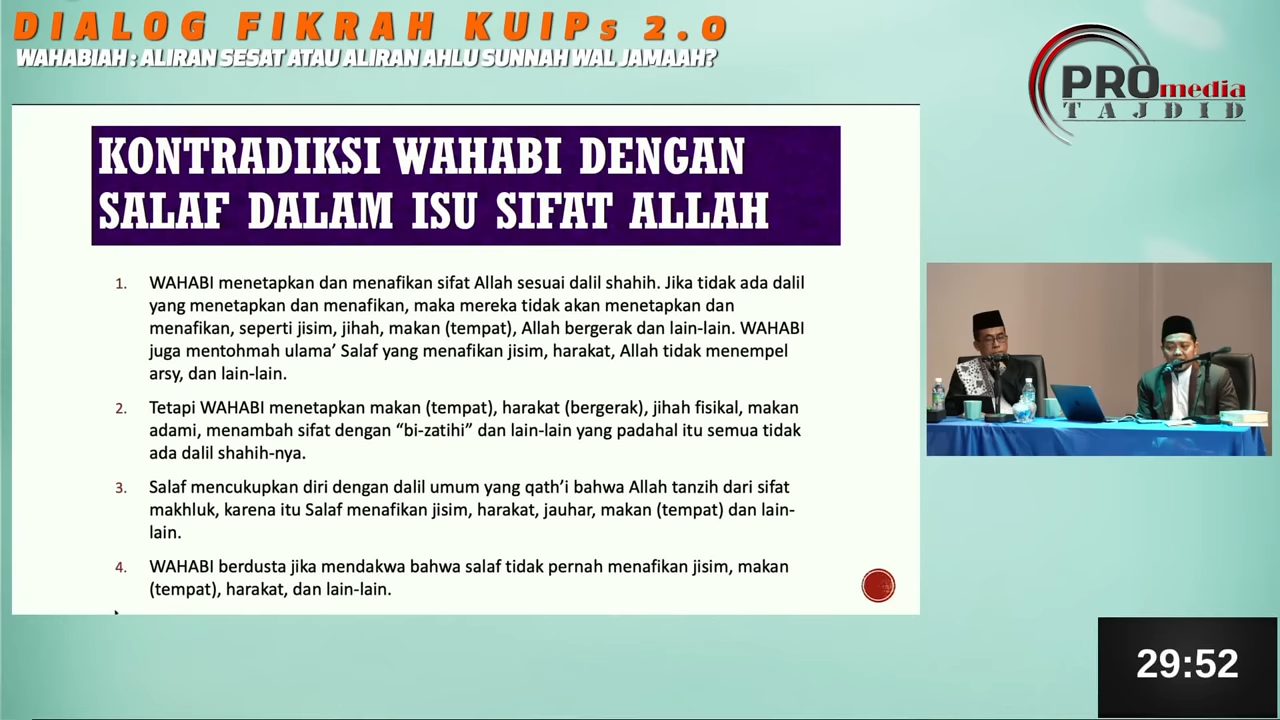 DIALOG FIKRAH KUIPs 2.0
WAHABIAH : ALIRAN SESAT ATAU ALIRAN AHLU SUNNAH WAL JAMAAH?
PROmedia
TAJDID
KONTRADIKSI WAHABI DENGAN
SALAF DALAM ISU SIFAT ALLAH
1. WAHABI menetapkan dan menafikan sifat Allah sesuai dalil shahih. Jika tidak ada dalil
yang menetapkan dan menafikan, maka mereka tidak akan menetapkan dan
menafikan, seperti jisim, jihah, makan (tempat), Allah bergerak dan lain-lain. WAHABI
juga mentohmah ulama’ Salaf yang menafikan jisim, harakat, Allah tidak menempel
arsy, dan lain-lain.
2. Tetapi WAHABI menetapkan makan (tempat), harakat (bergerak), jihah fisikal, makan
adami, menambah sifat dengan “bi-zatihi” dan lain-lain yang padahal itu semua tidak
ada dalil shahih-nya.
3. Salaf mencukupkan diri dengan dalil umum yang qath’i bahwa Allah tanzih dari sifat
makhluk, karena itu Salaf menafikan jisim, harakat, jauhar, makan (tempat) dan lain-
lain.
4. WAHABI berdusta jika mendakwa bahwa salaf tidak pernah menafikan jisim, makan
(tempat), harakat, dan lain-lain.
29:52